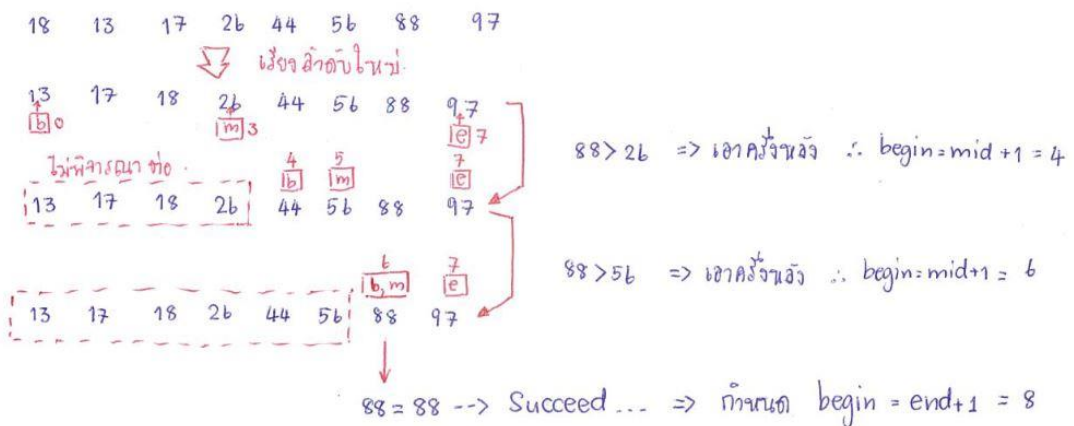 18 13 17 26 44 56 88 97
เรียงลำดับใหม่.
13 17 18 26 44 56 88 97
b 0 m 3 e 7
88>26 => เอาครึ่งหลัง ∴ begin=mid+1=4
ไม่พิจารณาต่อ.
4 5 7
b m e
13 17 18 26 44 56 88 97
88>56 => เอาครึ่งหลัง ∴ begin=mid+1= 6
6 7
b,m e
13 17 18 26 44 56 88 97
88=88 --> Succeed... => กำหนด begin = end+1 = 8